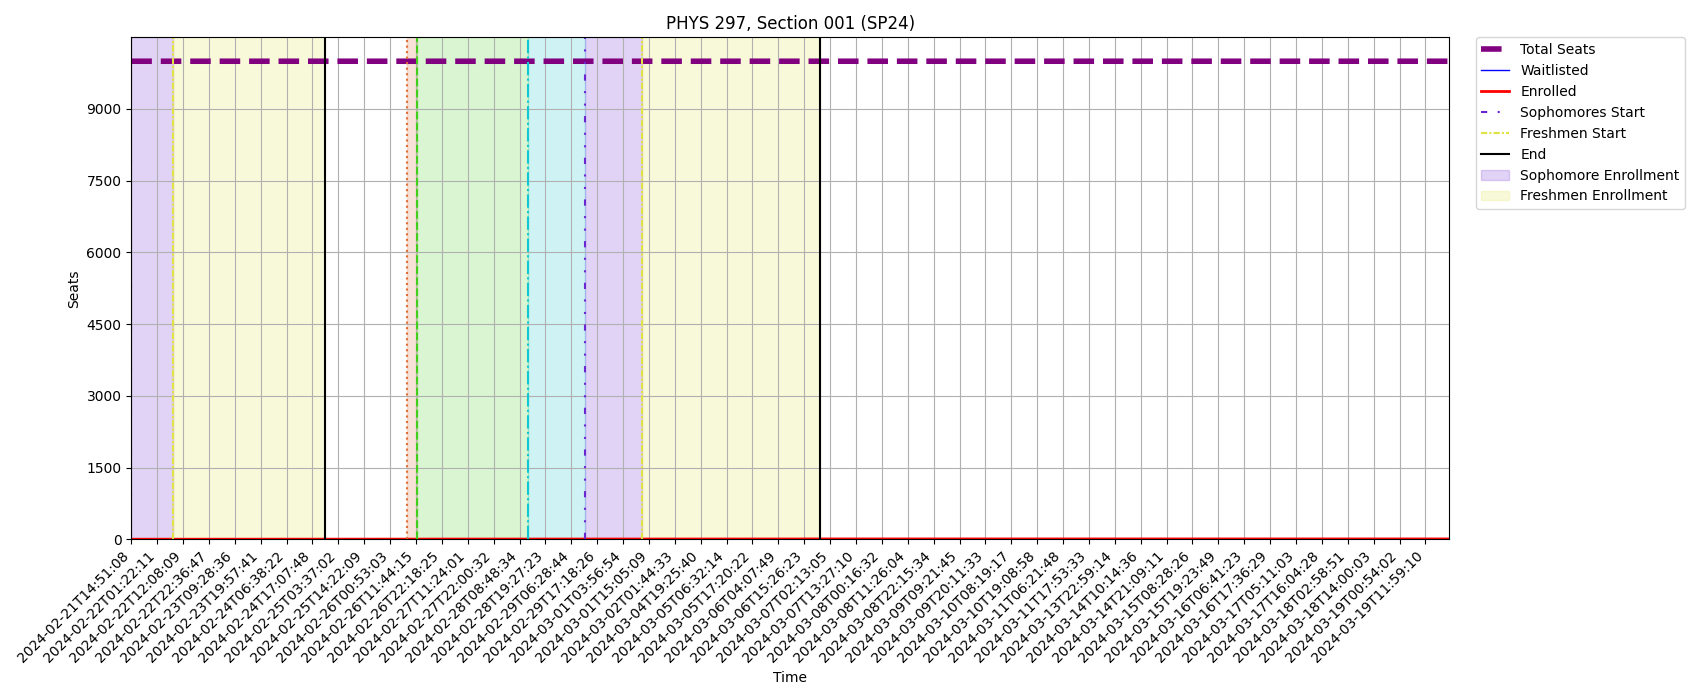 PHYS 297, Section 001 (SP24)
Total Seats
Waitlisted
Enrolled
Sophomores Start
Freshmen Start
End
Sophomore Enrollment
Freshmen Enrollment
Seats
9000
7500
6000
4500
3000
1500
0
2024-02-21T14:51:08
2024-02-22T01:22:11
2024-02-22T12:08:09
2024-02-22T22:36:47
2024-02-23T09:28:36
2024-02-23T19:57:41
2024-02-24T06:38:22
2024-02-24T17:07:48
2024-02-25T03:37:02
2024-02-25T14:22:09
2024-02-26T00:53:03
2024-02-26T11:44:15
2024-02-26T22:18:25
2024-02-27T11:24:01
2024-02-27T22:00:32
2024-02-28T08:48:34
2024-02-28T19:27:23
2024-02-29T06:28:44
2024-02-29T17:18:26
2024-03-01T03:56:54
2024-03-01T15:05:09
2024-03-02T01:44:33
2024-03-04T19:25:40
2024-03-05T06:32:14
2024-03-05T17:20:22
2024-03-06T04:07:49
2024-03-06T15:26:23
2024-03-07T02:13:05
2024-03-07T13:27:10
2024-03-08T00:16:32
2024-03-08T11:26:04
2024-03-08T22:15:34
2024-03-09T09:21:45
2024-03-09T20:11:33
2024-03-10T08:19:17
2024-03-10T19:08:58
2024-03-11T06:21:48
2024-03-11T17:53:33
2024-03-13T22:59:14
2024-03-14T10:14:36
2024-03-14T21:09:11
2024-03-15T08:28:26
2024-03-15T19:23:49
2024-03-16T06:41:23
2024-03-16T17:36:29
2024-03-17T05:11:03
2024-03-17T16:04:28
2024-03-18T02:58:51
2024-03-18T14:00:03
2024-03-19T00:54:02
2024-03-19T11:59:10
Time